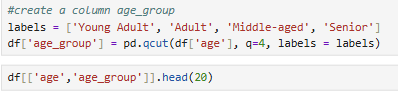 #create a column age_group
labels = ['Young Adult', 'Adult', 'Middle-aged', 'Senior']
df['age_group'] = pd.qcut(df['age'], q=4, labels = labels)
df[['age','age_group']].head(20)